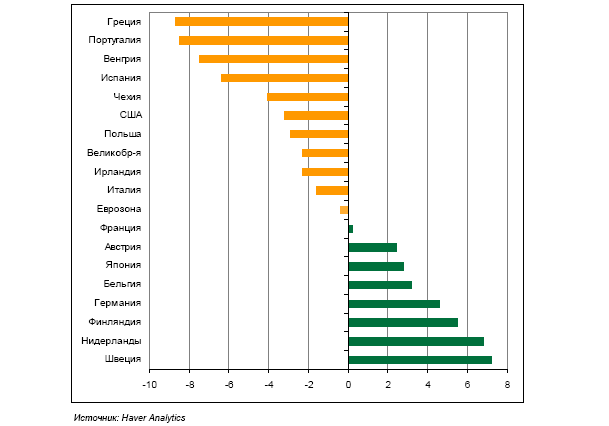 Греция
Португалия
Венгрия
Испания
Чехия
США
Польша
Великобр-я
Ирландия
Италия
Еврозона
Франция
Австрия
Япония
Бельгия
Германия
Финляндия
Нидерланды
Швеция
-10 -8 -6 -4 -2 0 2 4 6 8
Источник: Haver Analytics